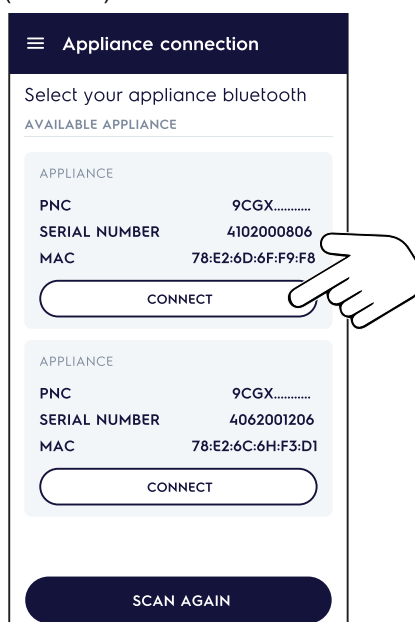 Appliance connection
Select your appliance bluetooth
AVAILABLE APPLIANCE
APPLIANCE
PNC 9CGX...........
SERIAL NUMBER 4102000806
MAC 78:E2:6D:6F:F9:F8
CONNECT
APPLIANCE
PNC 9CGX...........
SERIAL NUMBER 4062001206
MAC 78:E2:6C:6H:F3:D1
CONNECT
SCAN AGAIN